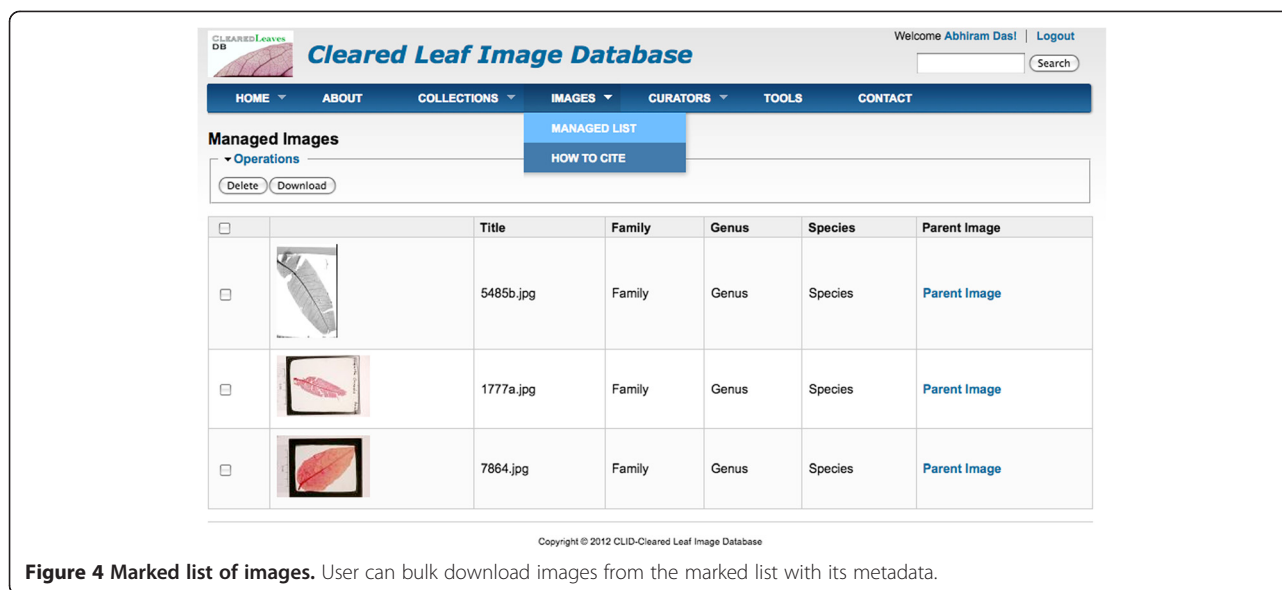 CLEAREDLeaves
DB
Cleared Leaf Image Database
Welcome Abhiram Das! | Logout
Search
HOME ABOUT COLLECTIONS IMAGES CURATORS TOOLS CONTACT
MANAGED LIST
HOW TO CITE
Managed Images
Operations
Delete Download
Title Family Genus Species Parent Image
5485b.jpg Family Genus Species Parent Image
1777a.jpg Family Genus Species Parent Image
7864.jpg Family Genus Species Parent Image
Copyright © 2012 CLID-Cleared Leaf Image Database
Figure 4 Marked list of images. User can bulk download images from the marked list with its metadata.